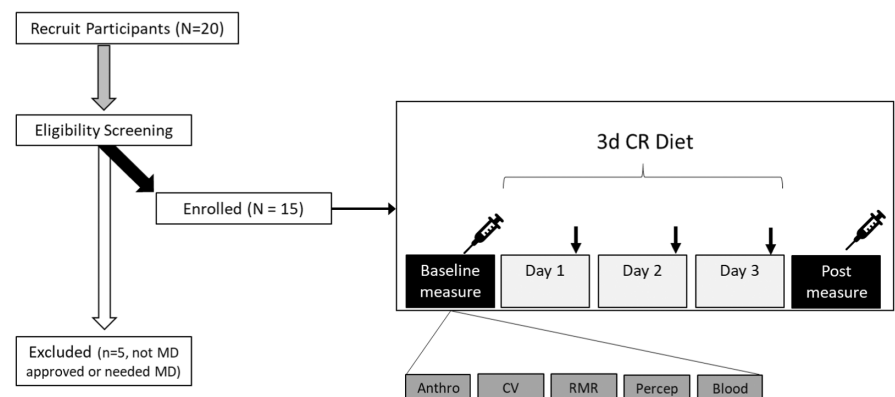 Recruit Participants (N=20)
Eligibility Screening
Enrolled (N = 15)
Excluded (n=5, not MD
approved or needed MD)
3d CR Diet
Baseline
measure
Day 1
Day 2
Day 3
Post
measure
Anthro
CV
RMR
Percep
Blood